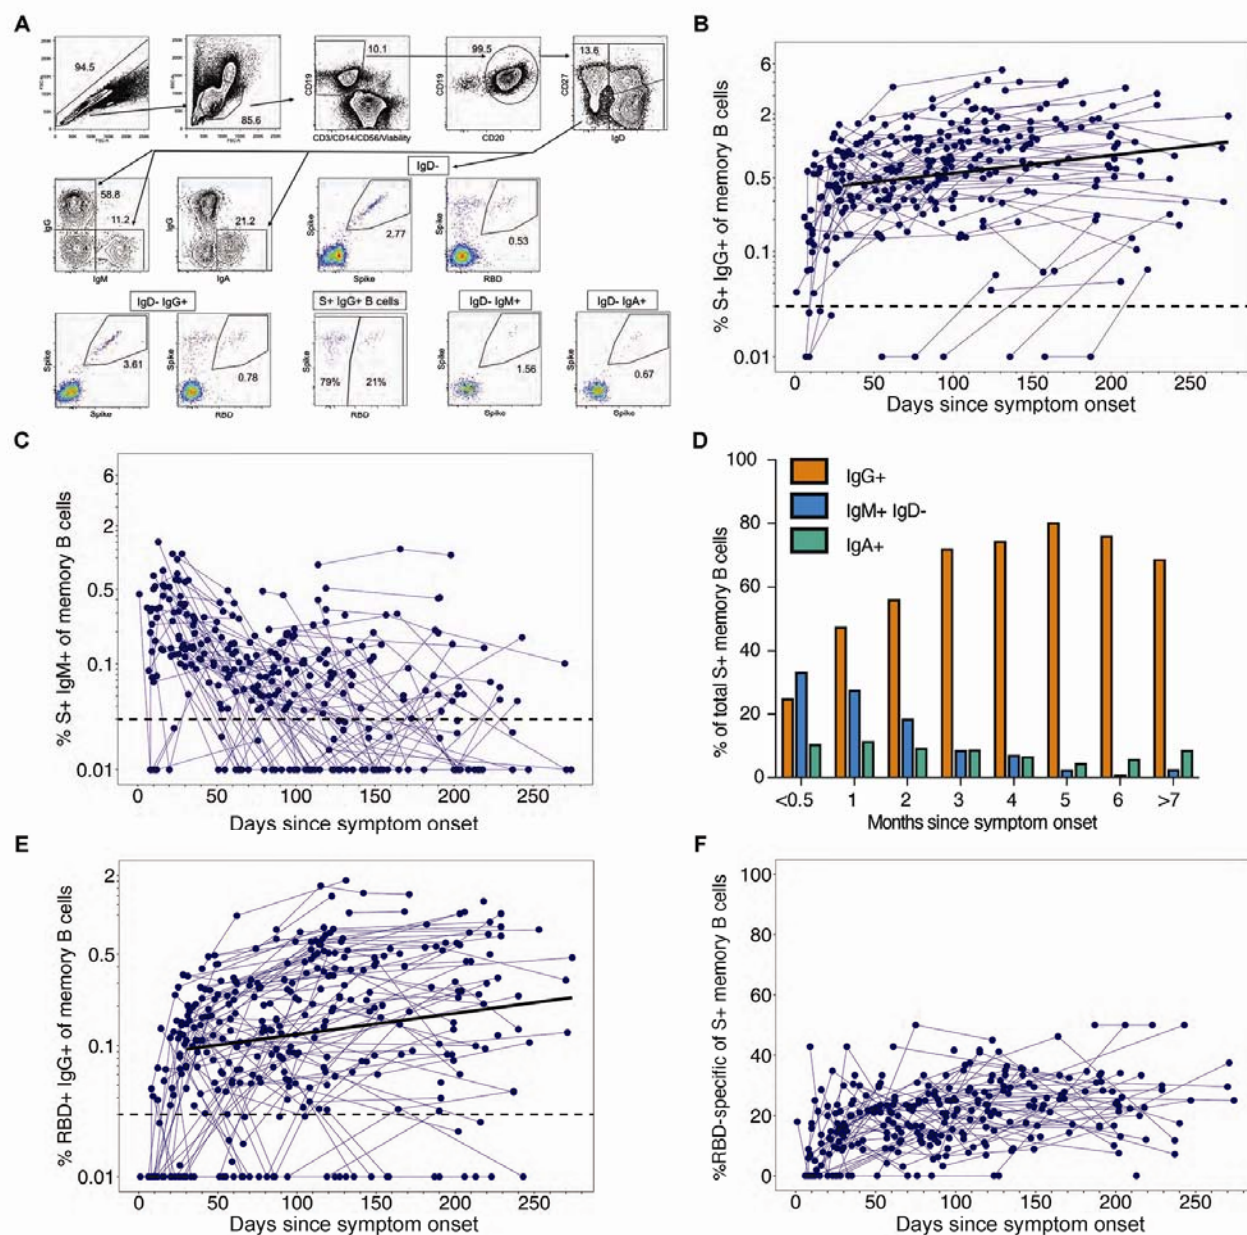 A
94.5
85.6
10.1
CD19
CD3/CD14/CD56/Viability
99.5
CD19
CD20
13.6
CD27
IgD
IgD-
58.8
11.2
IgG
IgM
21.2
IgG
IgA
Spike
2.77
Spike
Spike
0.53
RBD
IgD- IgG+
S+ IgG+ B cells
IgD- IgM+
IgD- IgA+
Spike
3.61
Spike
Spike
0.78
RBD
Spike
79%
21%
RBD
Spike
1.56
Spike
Spike
0.67
Spike
B
% S+ IgG+ of memory B cells
6
2
0.5
0.1
0.01
0 50 100 150 200 250
Days since symptom onset
C
% S+ IgM+ of memory B cells
6
2
0.5
0.1
0.01
0 50 100 150 200 250
Days since symptom onset
D
% of total S+ memory B cells
100
80
60
40
20
0
IgG+
IgM+ IgD-
IgA+
<0.5 1 2 3 4 5 6 >7
Months since symptom onset
E
% RBD+ IgG+ of memory B cells
2
0.5
0.1
0.01
0 50 100 150 200 250
Days since symptom onset
F
%RBD-specific of S+ memory B cells
100
80
60
40
20
0
0 50 100 150 200 250
Days since symptom onset